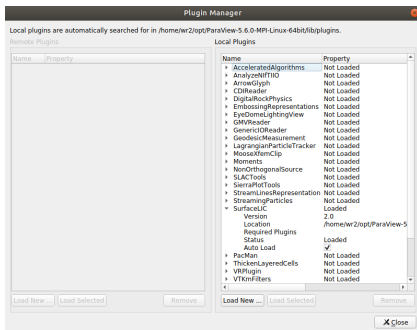 Plugin Manager
Local plugins are automatically searched for in /home/wr2/opt/ParaView-5.6.0-MPI-Linux-64bit/lib/plugins.
Remote Plugins
Local Plugins
Name Property
Name Property
AcceleratedAlgorithms Not Loaded
AnalyzeNIfTIIO Not Loaded
ArrowGlyph Not Loaded
CDIReader Not Loaded
DigitalRockPhysics Not Loaded
EmbossingRepresentations Not Loaded
EyeDomeLightingView Not Loaded
GMVReader Not Loaded
GenericIOReader Not Loaded
GeodesicMeasurement Not Loaded
LagrangianParticleTracker Not Loaded
MooseXfemClip Not Loaded
Moments Not Loaded
NonOrthogonalSource Not Loaded
SLACTools Not Loaded
SierraPlotTools Not Loaded
StreamLinesRepresentation Not Loaded
StreamingParticles Not Loaded
SurfaceLIC Loaded
Version 2.0
Location /home/wr2/opt/ParaView-5
Required Plugins
Status Loaded
Auto Load
PacMan Not Loaded
ThickenLayeredCells Not Loaded
VRPlugin Not Loaded
VTKmFilters Not Loaded
Load New ... Load Selected Remove
Load New ... Load Selected Remove
Close